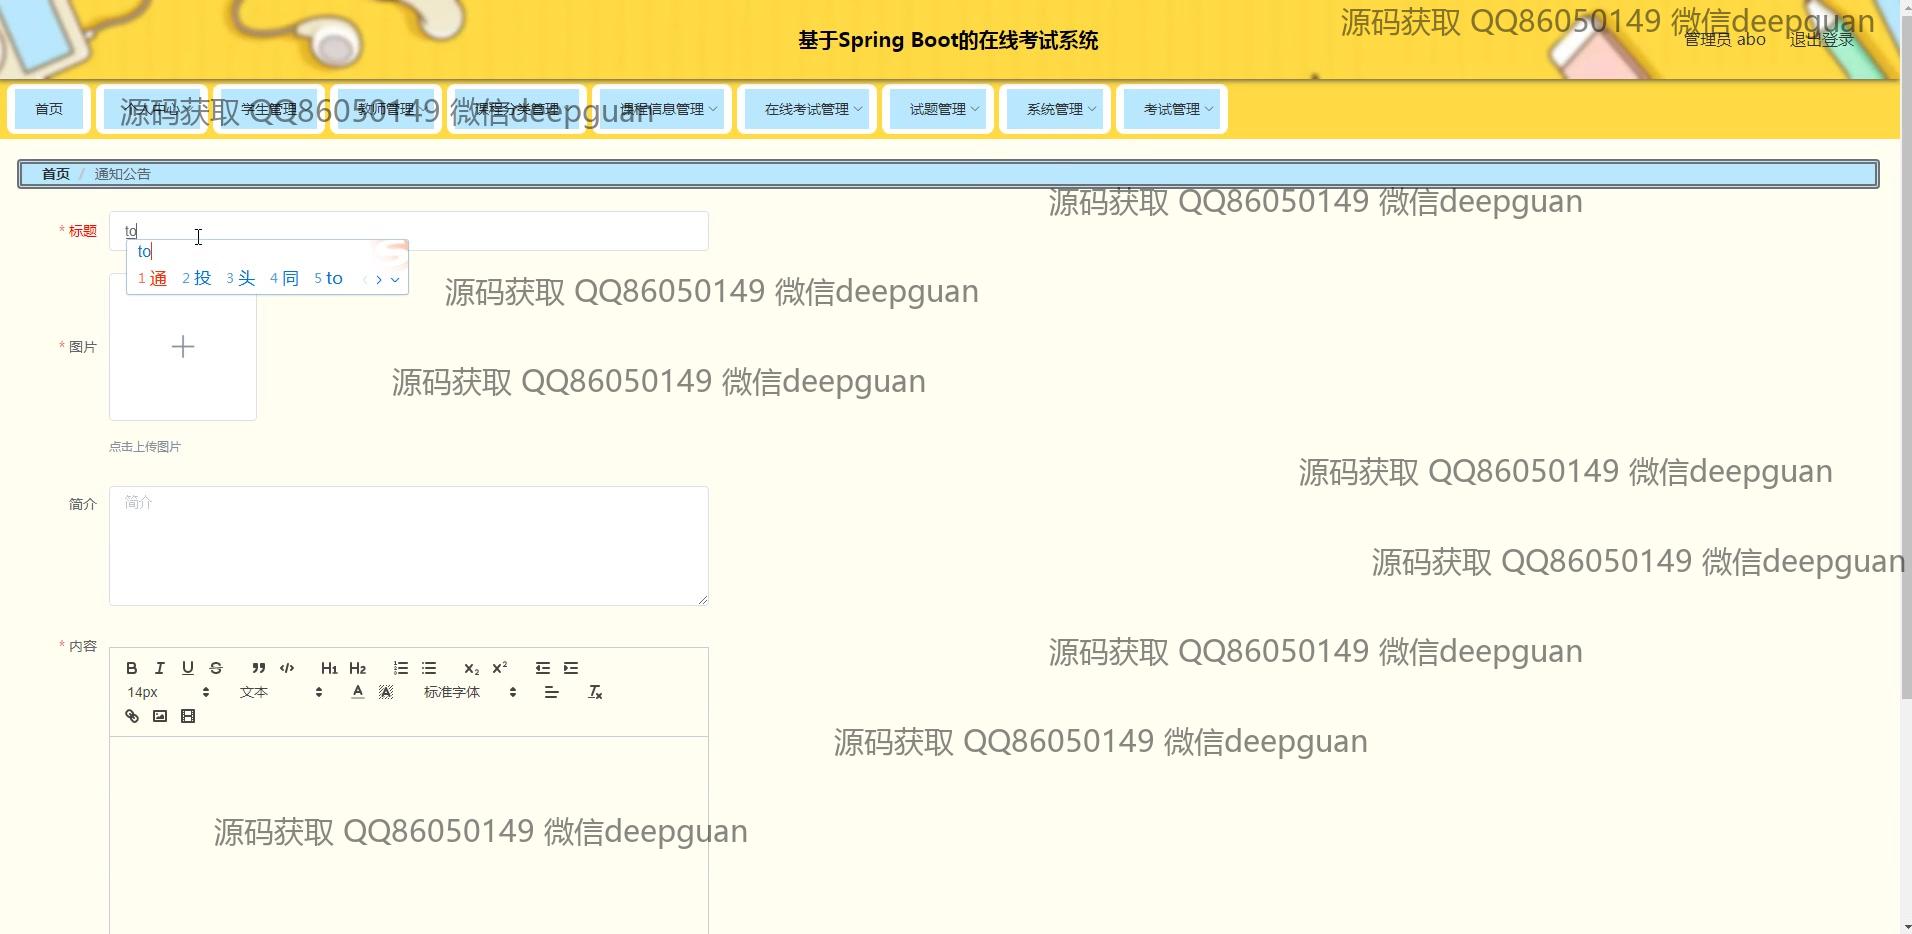 基于Spring Boot的在线考试系统
源码获取 QQ86050149 微信deepguan
管理员 abo 退出登录
首页 个人中心 学生管理 教师管理 课程分类管理 课程信息管理 在线考试管理 试题管理 系统管理 考试管理
源码获取 QQ86050149 微信deepguan
首页 / 通知公告
源码获取 QQ86050149 微信deepguan
* 标题 to
to
1 通 2 投 3 头 4 同 5 to
源码获取 QQ86050149 微信deepguan
* 图片
源码获取 QQ86050149 微信deepguan
点击上传图片
源码获取 QQ86050149 微信deepguan
简介 简介
源码获取 QQ86050149 微信deepguan
* 内容
源码获取 QQ86050149 微信deepguan
B I U S H1 H2 X2 X2
14px 文本 A A 标准字体 Tx
源码获取 QQ86050149 微信deepguan
源码获取 QQ86050149 微信deepguan